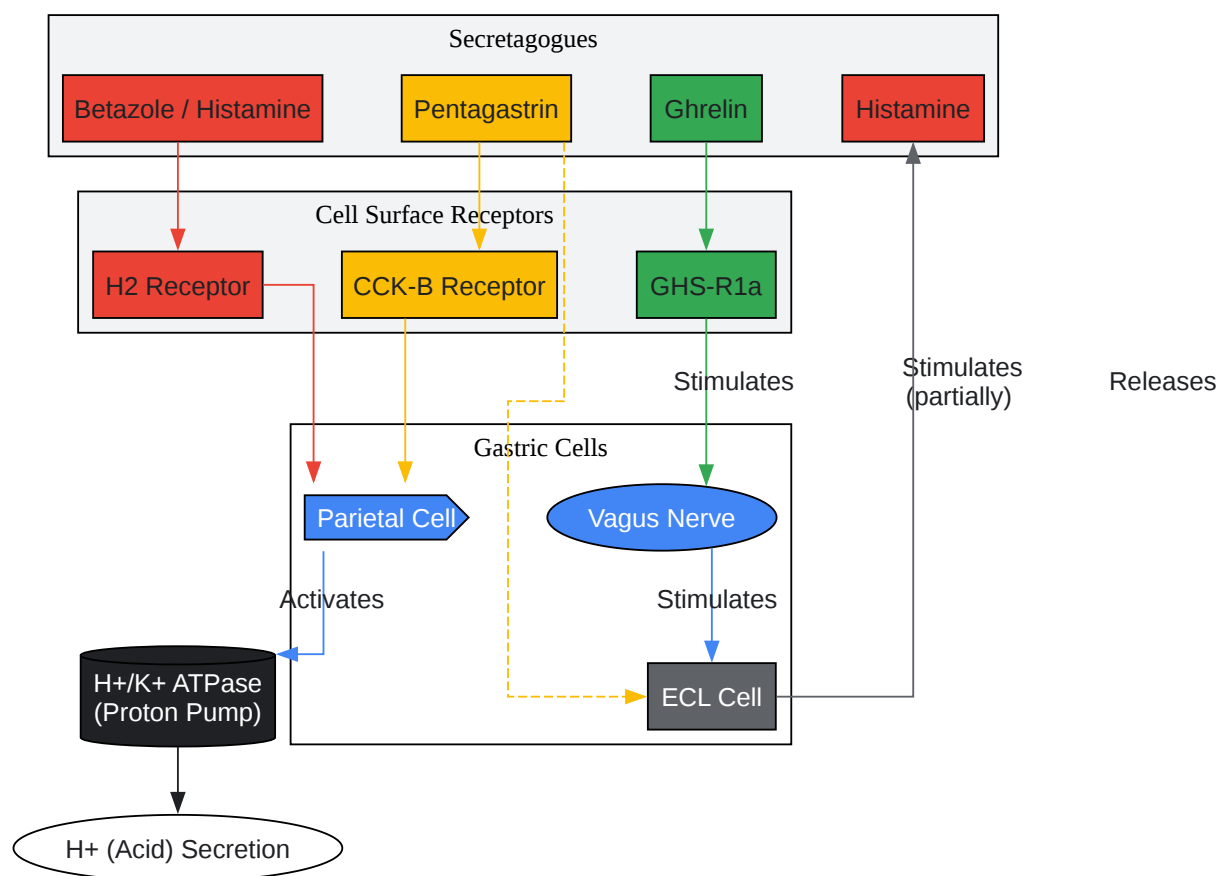 Secretagogues
Betazole / Histamine
Pentagastrin
Ghrelin
Histamine
Cell Surface Receptors
H2 Receptor
CCK-B Receptor
GHS-R1a
Stimulates
Stimulates
(partially)
Releases
Gastric Cells
Parietal Cell
Vagus Nerve
Activates
Stimulates
H+/K+ ATPase
(Proton Pump)
ECL Cell
H+ (Acid) Secretion